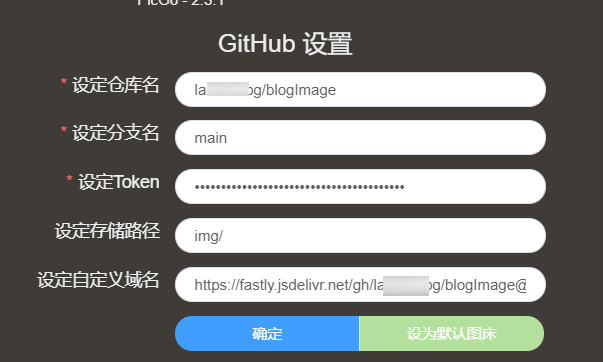 PicGo - 2.3.1
GitHub 设置
* 设定仓库名 la og/blogImage
* 设定分支名 main
* 设定Token ••••••••••••••••••••••••••••••••••••••••
设定存储路径 img/
设定自定义域名 https://fastly.jsdelivr.net/gh/la og/blogImage@
确定 设为默认图床